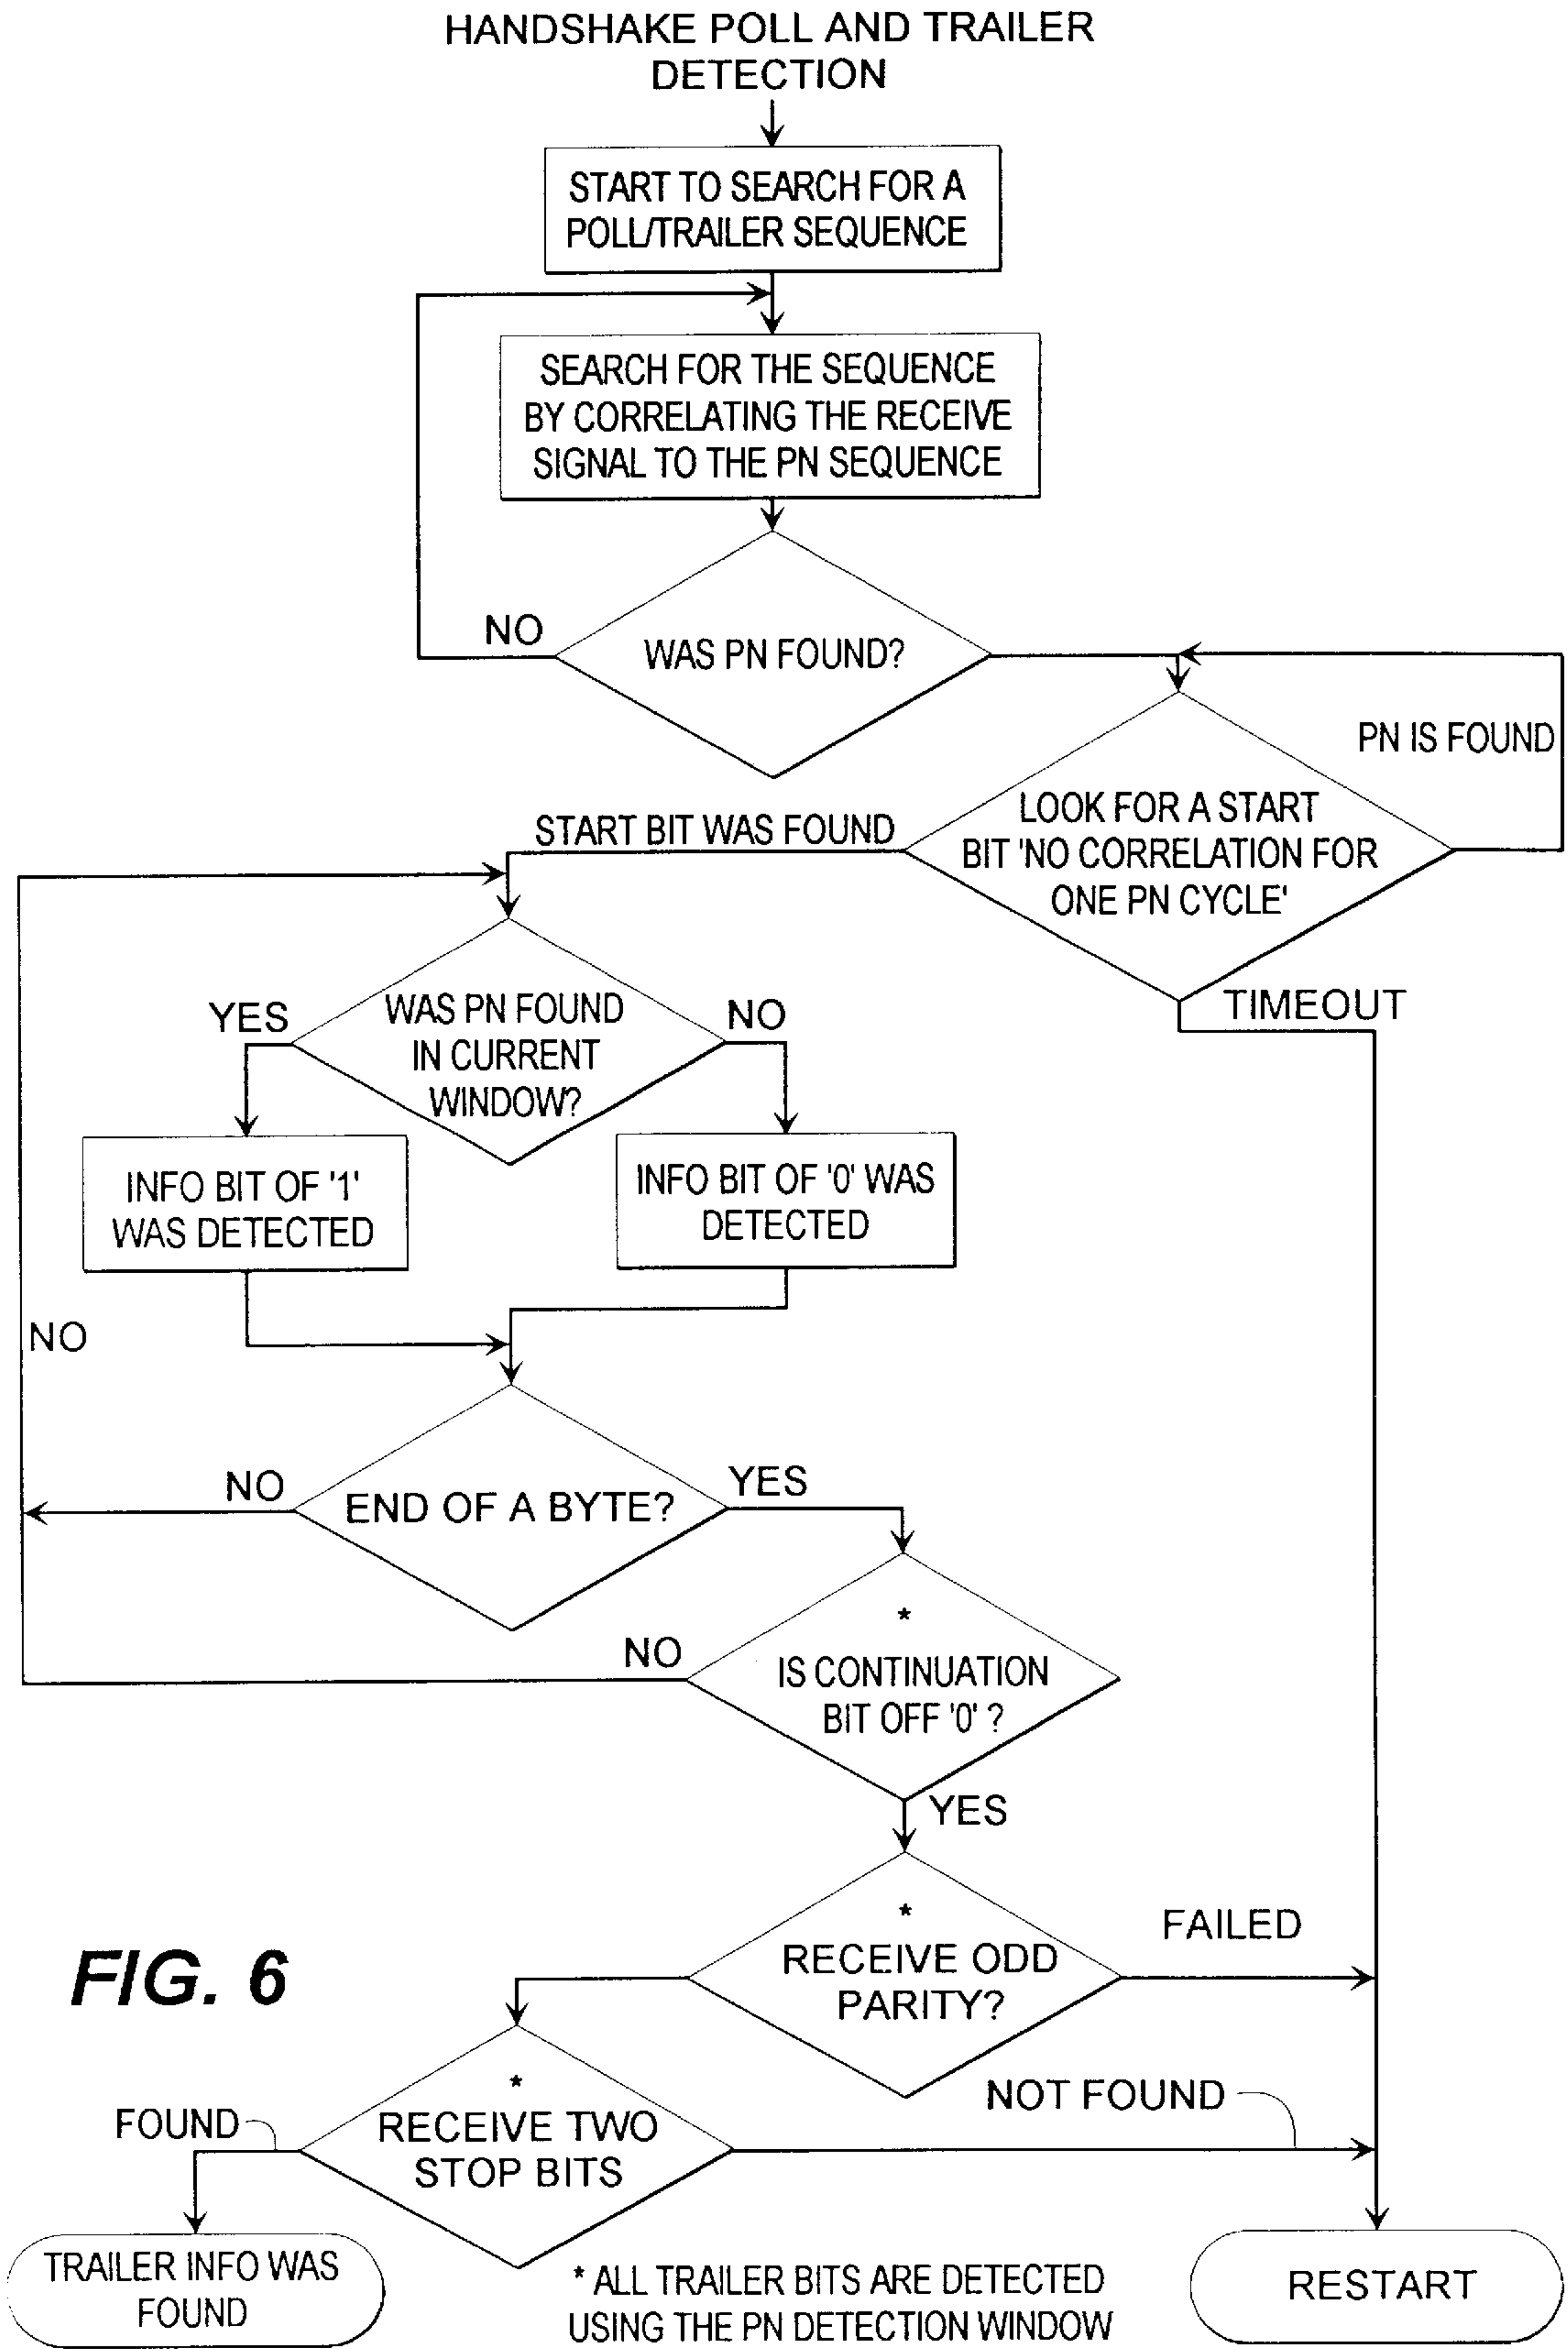 HANDSHAKE POLL AND TRAILER
DETECTION
START TO SEARCH FOR A
POLL/TRAILER SEQUENCE
SEARCH FOR THE SEQUENCE
BY CORRELATING THE RECEIVE
SIGNAL TO THE PN SEQUENCE
NO
WAS PN FOUND?
PN IS FOUND
LOOK FOR A START
BIT 'NO CORRELATION FOR
ONE PN CYCLE'
START BIT WAS FOUND
TIMEOUT
YES
WAS PN FOUND
IN CURRENT
WINDOW?
NO
INFO BIT OF '1'
WAS DETECTED
INFO BIT OF '0' WAS
DETECTED
NO
NO
END OF A BYTE?
YES
*
NO
IS CONTINUATION
BIT OFF '0' ?
YES
*
RECEIVE ODD
PARITY?
FAILED
FIG. 6
*
RECEIVE TWO
STOP BITS
FOUND
NOT FOUND
TRAILER INFO WAS
FOUND
* ALL TRAILER BITS ARE DETECTED
USING THE PN DETECTION WINDOW
RESTART